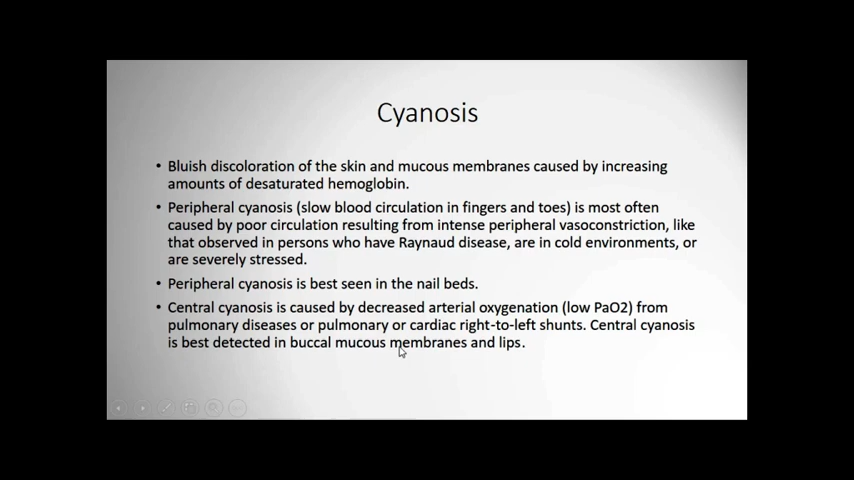 Cyanosis
• Bluish discoloration of the skin and mucous membranes caused by increasing
amounts of desaturated hemoglobin.
• Peripheral cyanosis (slow blood circulation in fingers and toes) is most often
caused by poor circulation resulting from intense peripheral vasoconstriction, like
that observed in persons who have Raynaud disease, are in cold environments, or
are severely stressed.
• Peripheral cyanosis is best seen in the nail beds.
• Central cyanosis is caused by decreased arterial oxygenation (low PaO2) from
pulmonary diseases or pulmonary or cardiac right-to-left shunts. Central cyanosis
is best detected in buccal mucous membranes and lips.